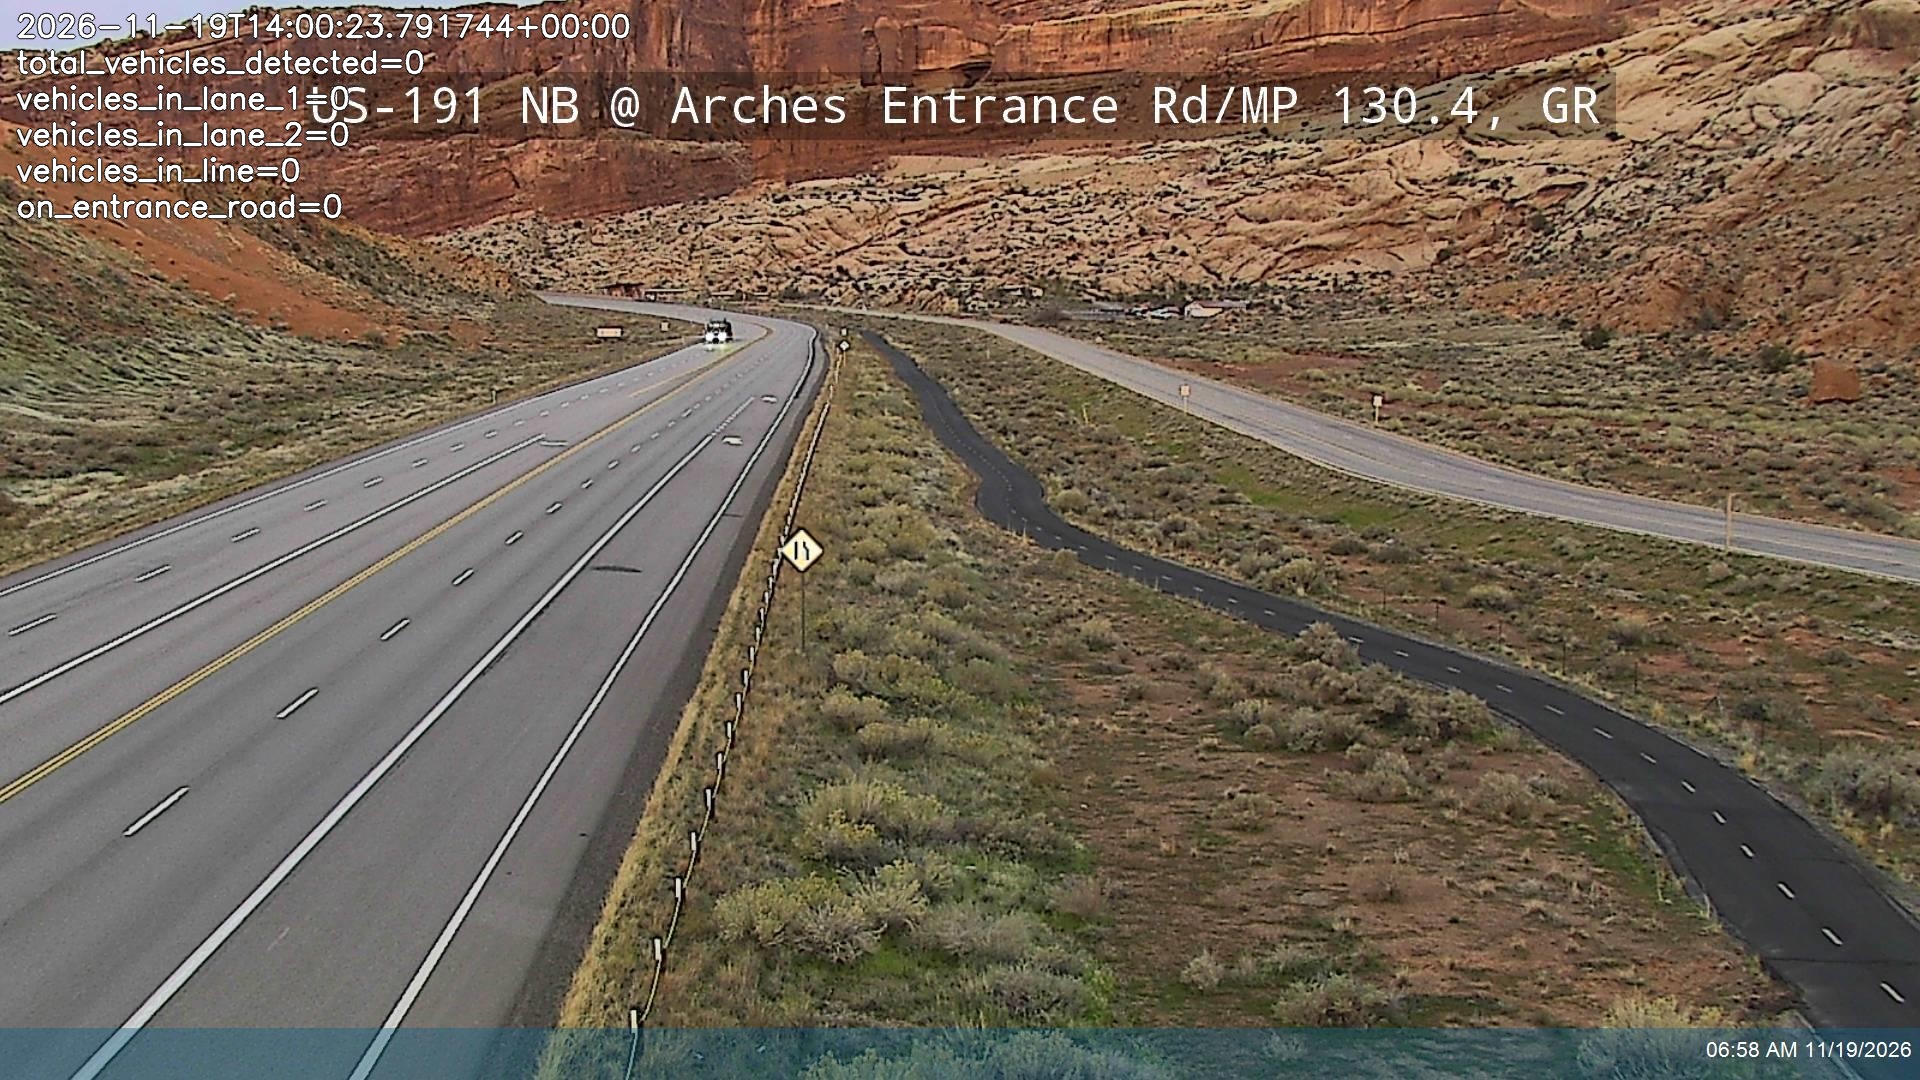 2026-11-19T14:00:23.791744+00:00
total_vehicles_detected=0
vehicles_in_lane_1=0
US-191 NB @ Arches Entrance Rd/MP 130.4, GR
vehicles_in_lane_2=0
vehicles_in_line=0
on_entrance_road=0
06:58 AM 11/19/2026